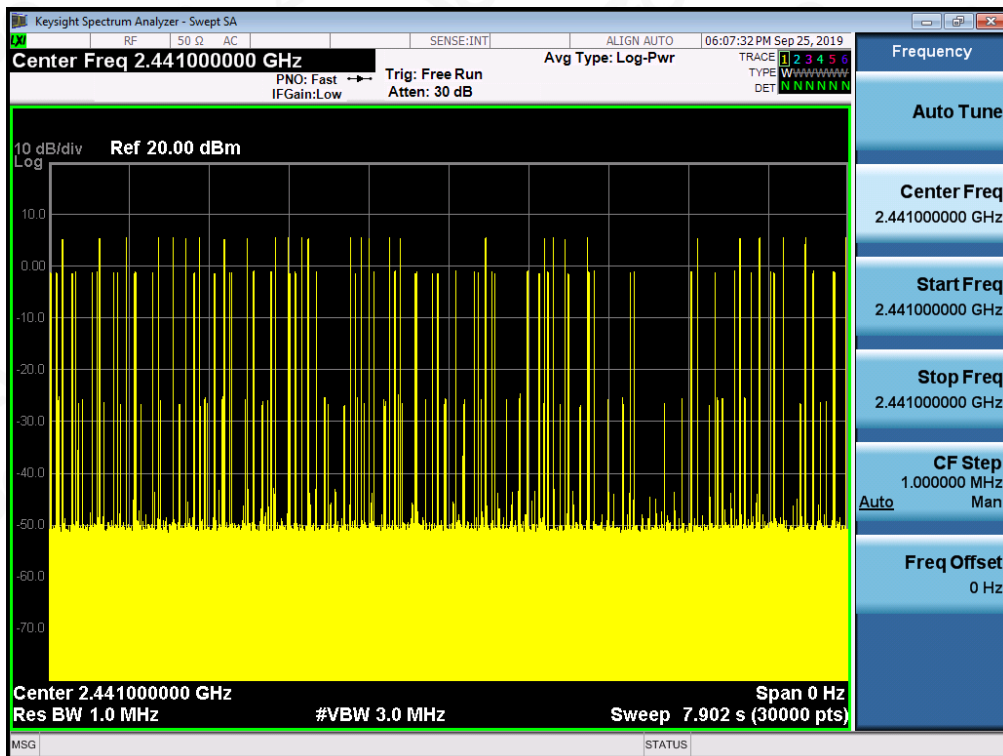 Keysight Spectrum Analyzer - Swept SA
LXI RF 50 Ω AC SENSE:INT ALIGN AUTO 06:07:32 PM Sep 25, 2019
Center Freq 2.441000000 GHz
PNO: Fast
IFGain:Low
Trig: Free Run
Atten: 30 dB
Avg Type: Log-Pwr
TRACE 1 2 3 4 5 6
TYPE W
DET N N N N N N
10 dB/div Ref 20.00 dBm
Log
10.0
0.00
-10.0
-20.0
-30.0
-40.0
-50.0
-60.0
-70.0
Center 2.441000000 GHz Span 0 Hz
Res BW 1.0 MHz #VBW 3.0 MHz Sweep 7.902 s (30000 pts)
MSG STATUS
Frequency
Auto Tune
Center Freq
2.441000000 GHz
Start Freq
2.441000000 GHz
Stop Freq
2.441000000 GHz
CF Step
1.000000 MHz
Auto Man
Freq Offset
0 Hz